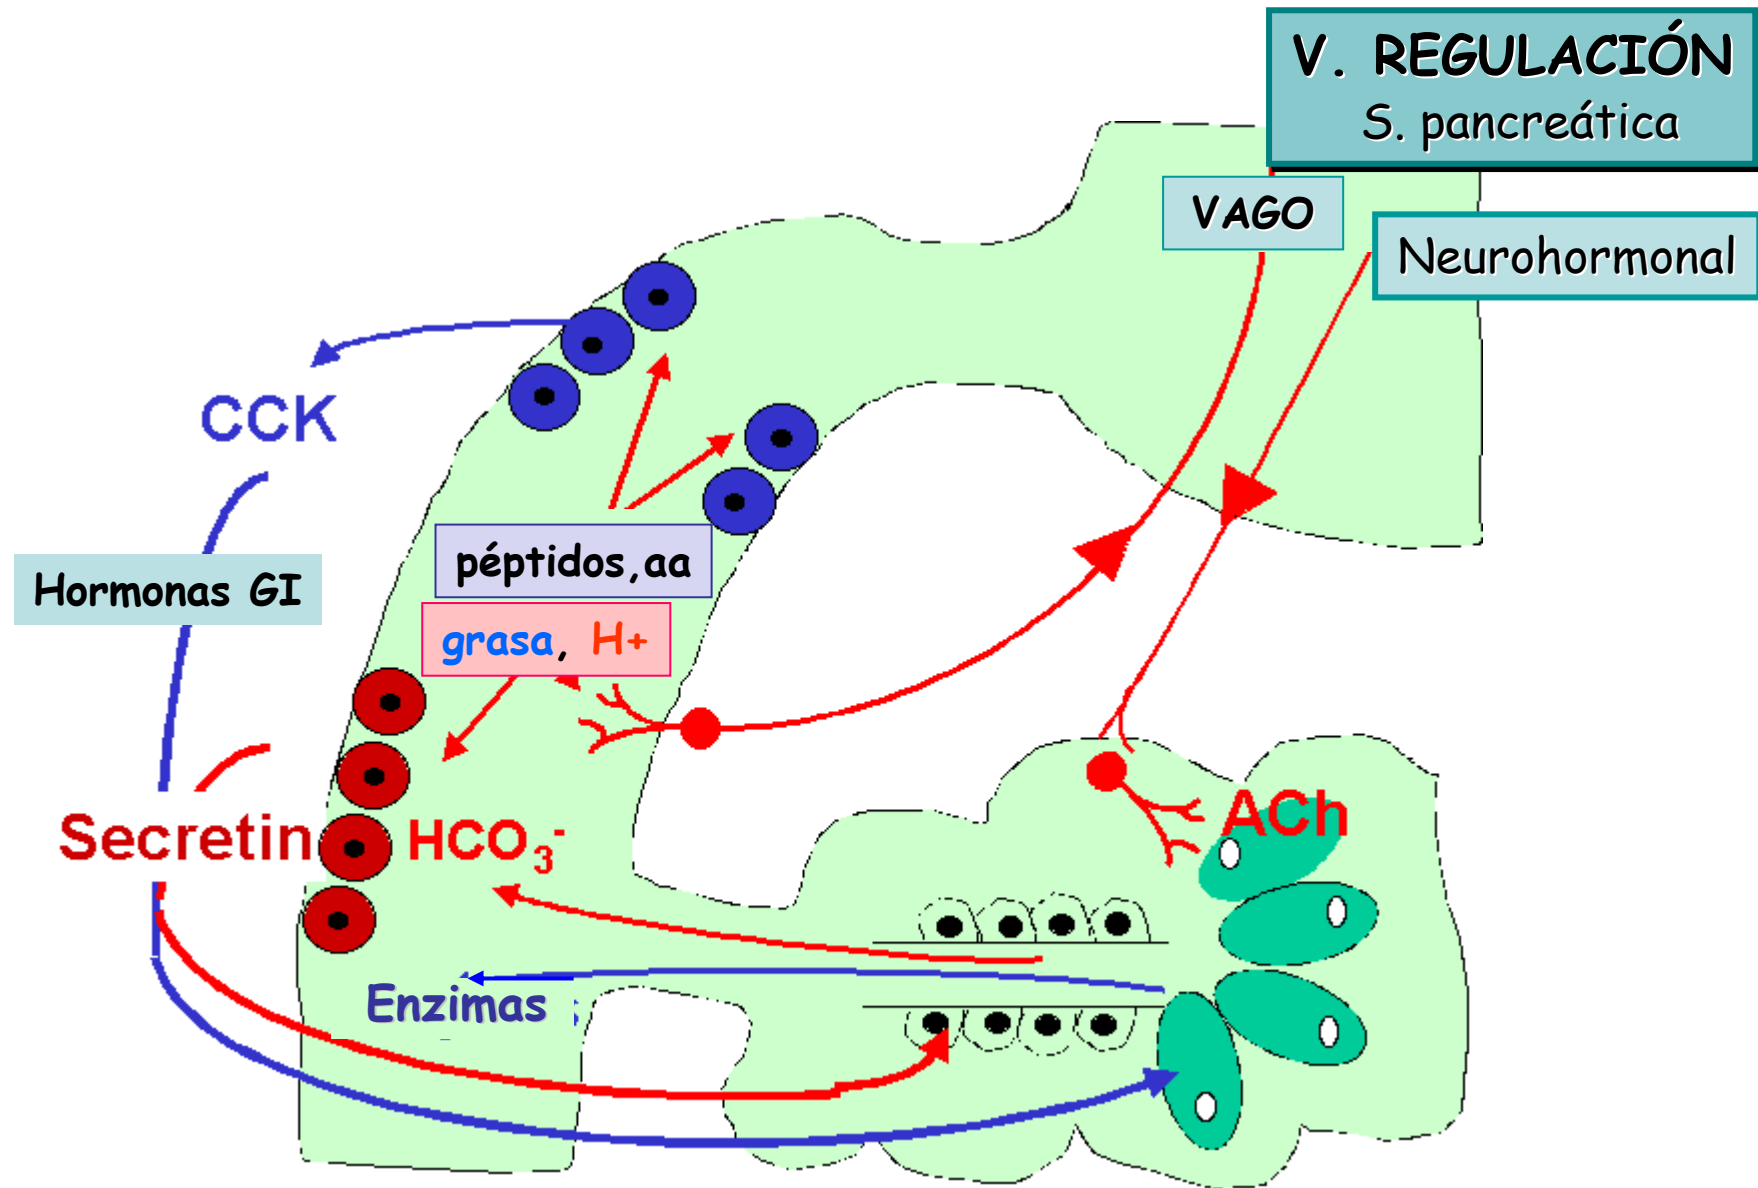 V. REGULACIÓN
S. pancreática
VAGO
Neurohormonal
CCK
Hormonas GI
péptidos,aa
grasa, H+
Secretin
HCO₃⁻
ACh
Enzimas